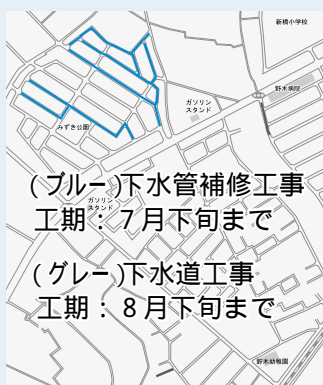 新橋小学校
野木病院
ガソリン
スタンド
みずき公園
(ブルー)下水管補修工事
ガソリン
スタンド
工期：７月下旬まで
(グレー)下水道工事
工期：８月下旬まで
野木幼稚園